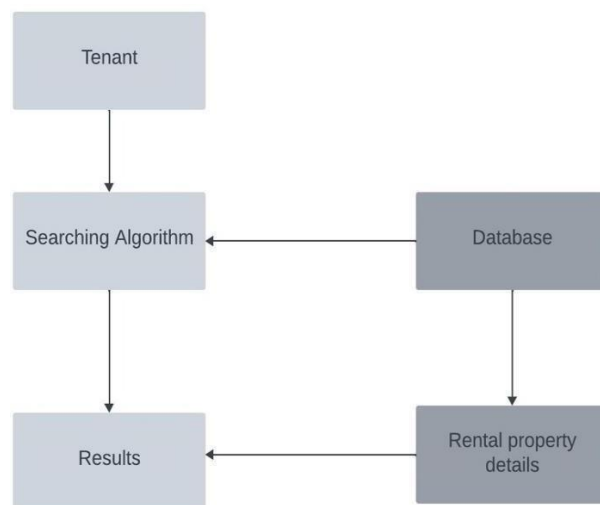 Tenant
Searching Algorithm
Database
Results
Rental property
details